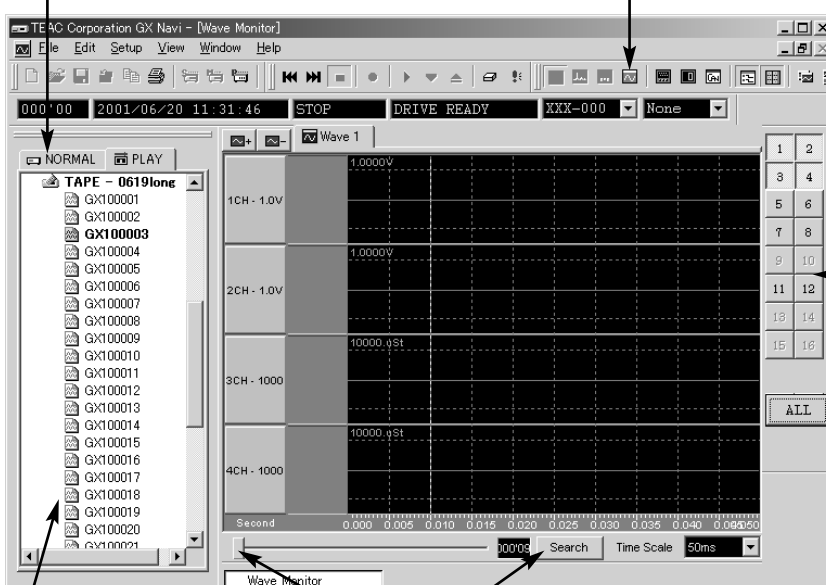 TEAC Corporation GX Navi - [Wave Monitor]
File Edit Setup View Window Help
000'00 2001/06/20 11:31:46 STOP DRIVE READY XXX-000 None
NORMAL PLAY
TAPE - 0619long
GX100001
GX100002
GX100003
GX100004
GX100005
GX100006
GX100007
GX100008
GX100009
GX100010
GX100011
GX100012
GX100013
GX100014
GX100015
GX100016
GX100017
GX100018
GX100019
GX100020
GX100021
Wave 1
1CH - 1.0V
1.0000V
2CH - 1.0V
1.0000V
3CH - 1000
10000.uSt
4CH - 1000
10000.uSt
Second 0.000 0.005 0.010 0.015 0.020 0.025 0.030 0.035 0.040
000'09 Search Time Scale 50ms
Wave Monitor
1 2
3 4
5 6
7 8
9 10
11 12
13 14
15 16
ALL